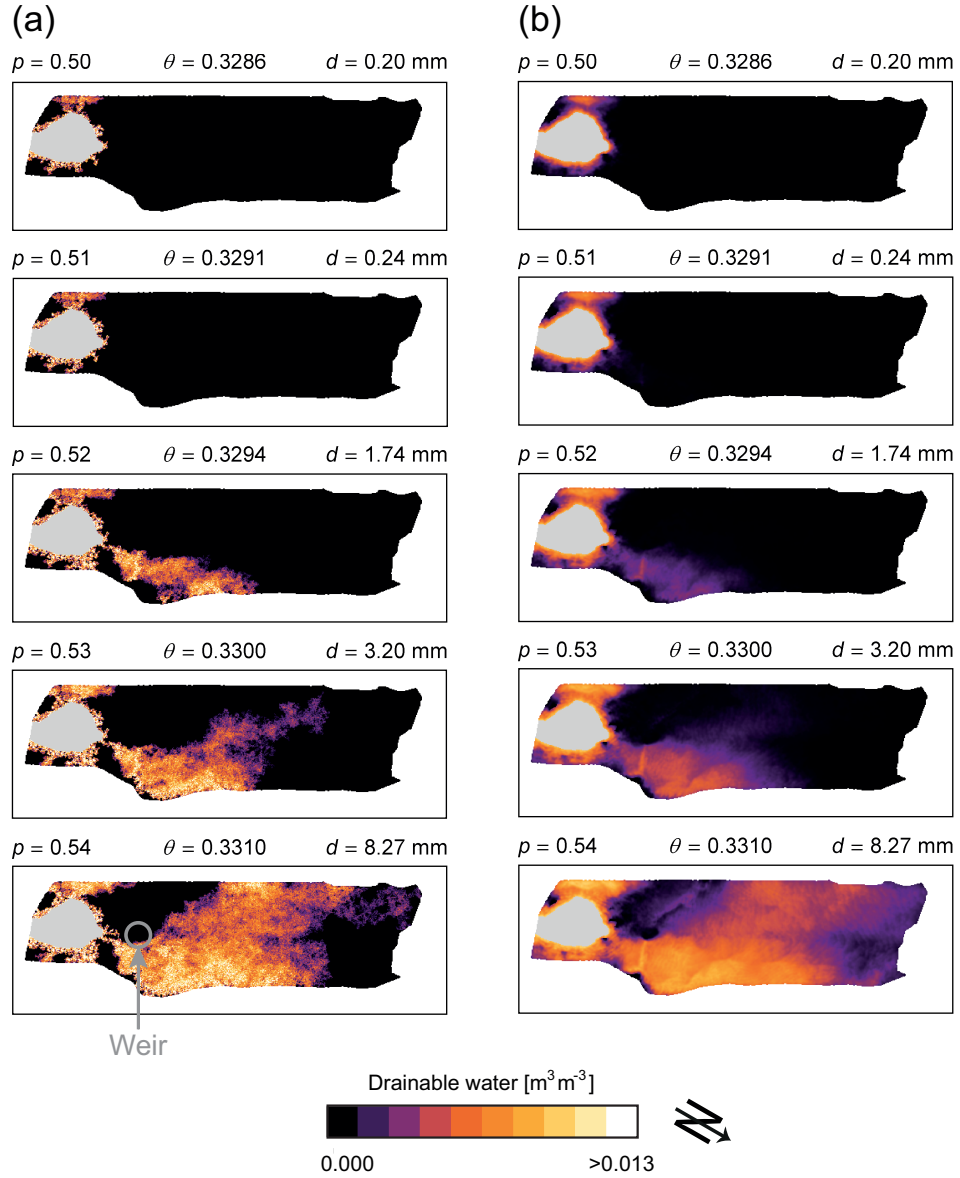 (a) (b)
p = 0.50 θ = 0.3286 d = 0.20 mm p = 0.50 θ = 0.3286 d = 0.20 mm
p = 0.51 θ = 0.3291 d = 0.24 mm p = 0.51 θ = 0.3291 d = 0.24 mm
p = 0.52 θ = 0.3294 d = 1.74 mm p = 0.52 θ = 0.3294 d = 1.74 mm
p = 0.53 θ = 0.3300 d = 3.20 mm p = 0.53 θ = 0.3300 d = 3.20 mm
p = 0.54 θ = 0.3310 d = 8.27 mm p = 0.54 θ = 0.3310 d = 8.27 mm
Weir
Drainable water [m³ m⁻³]
N
0.000 >0.013